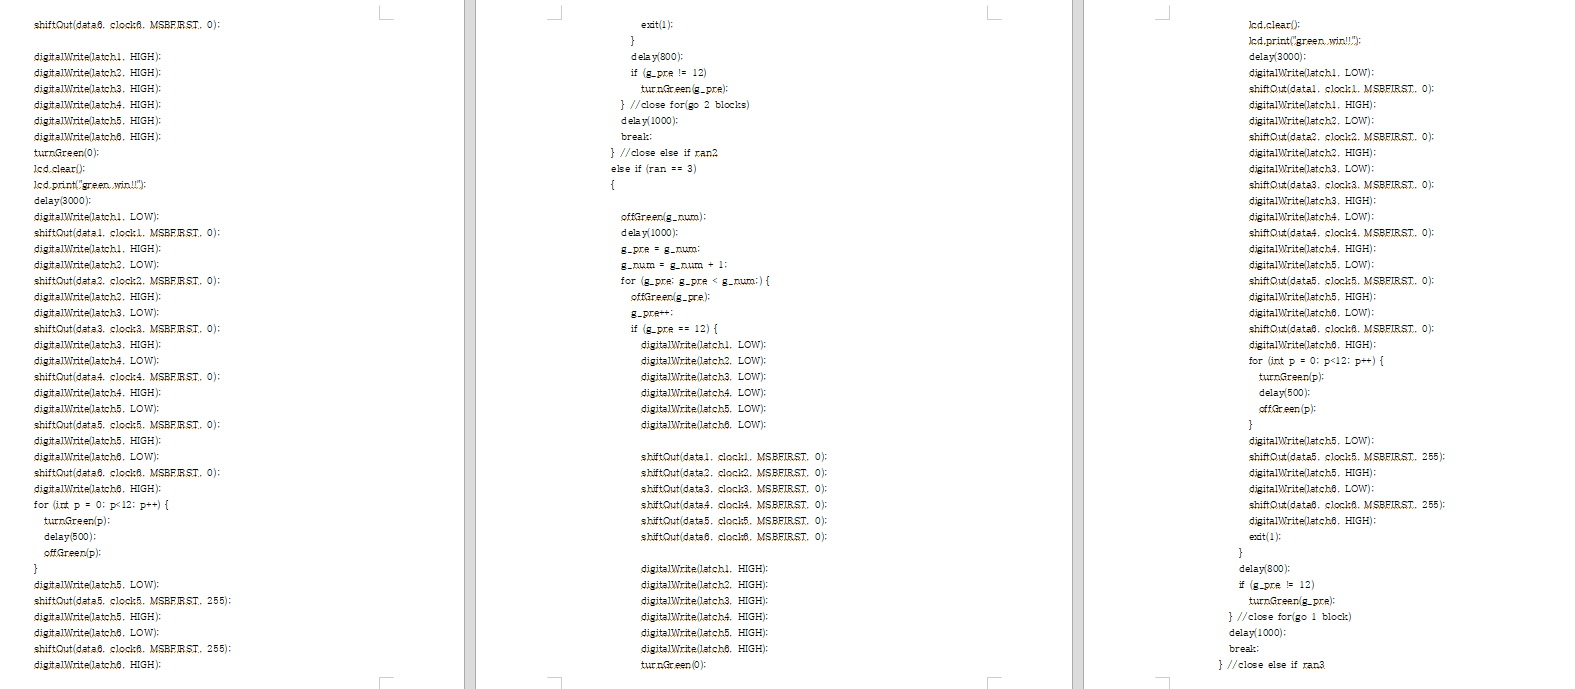 shiftOut(data6, clock6, MSBFIRST, 0);
digitalWrite(latch1, HIGH);
digitalWrite(latch2, HIGH);
digitalWrite(latch3, HIGH);
digitalWrite(latch4, HIGH);
digitalWrite(latch5, HIGH);
digitalWrite(latch6, HIGH);
turnGreen(0);
lcd.clear();
lcd.print("green win!!");
delay(3000);
digitalWrite(latch1, LOW);
shiftOut(data1, clock1, MSBFIRST, 0);
digitalWrite(latch1, HIGH);
digitalWrite(latch2, LOW);
shiftOut(data2, clock2, MSBFIRST, 0);
digitalWrite(latch2, HIGH);
digitalWrite(latch3, LOW);
shiftOut(data3, clock3, MSBFIRST, 0);
digitalWrite(latch3, HIGH);
digitalWrite(latch4, LOW);
shiftOut(data4, clock4, MSBFIRST, 0);
digitalWrite(latch4, HIGH);
digitalWrite(latch5, LOW);
shiftOut(data5, clock5, MSBFIRST, 0);
digitalWrite(latch5, HIGH);
digitalWrite(latch6, LOW);
shiftOut(data6, clock6, MSBFIRST, 0);
digitalWrite(latch6, HIGH);
for (int p = 0; p<12; p++) {
turnGreen(p);
delay(500);
offGreen(p);
}
digitalWrite(latch5, LOW);
shiftOut(data5, clock5, MSBFIRST, 255);
digitalWrite(latch5, HIGH);
digitalWrite(latch6, LOW);
shiftOut(data6, clock6, MSBFIRST, 255);
digitalWrite(latch6, HIGH);
exit(1);
}
delay(800);
if (g_pre != 12)
turnGreen(g_pre);
} //close for(go 2 blocks)
delay(1000);
break;
} //close else if ran2
else if (ran == 3)
{
offGreen(g_num);
delay(1000);
g_pre = g_num;
g_num = g_num + 1;
for (g_pre; g_pre < g_num;) {
offGreen(g_pre);
g_pre++;
if (g_pre == 12) {
digitalWrite(latch1, LOW);
digitalWrite(latch2, LOW);
digitalWrite(latch3, LOW);
digitalWrite(latch4, LOW);
digitalWrite(latch5, LOW);
digitalWrite(latch6, LOW);
shiftOut(data1, clock1, MSBFIRST, 0);
shiftOut(data2, clock2, MSBFIRST, 0);
shiftOut(data3, clock3, MSBFIRST, 0);
shiftOut(data4, clock4, MSBFIRST, 0);
shiftOut(data5, clock5, MSBFIRST, 0);
shiftOut(data6, clock6, MSBFIRST, 0);
digitalWrite(latch1, HIGH);
digitalWrite(latch2, HIGH);
digitalWrite(latch3, HIGH);
digitalWrite(latch4, HIGH);
digitalWrite(latch5, HIGH);
digitalWrite(latch6, HIGH);
turnGreen(0);
lcd.clear();
lcd.print("green win!!");
delay(3000);
digitalWrite(latch1, LOW);
shiftOut(data1, clock1, MSBFIRST, 0);
digitalWrite(latch1, HIGH);
digitalWrite(latch2, LOW);
shiftOut(data2, clock2, MSBFIRST, 0);
digitalWrite(latch2, HIGH);
digitalWrite(latch3, LOW);
shiftOut(data3, clock3, MSBFIRST, 0);
digitalWrite(latch3, HIGH);
digitalWrite(latch4, LOW);
shiftOut(data4, clock4, MSBFIRST, 0);
digitalWrite(latch4, HIGH);
digitalWrite(latch5, LOW);
shiftOut(data5, clock5, MSBFIRST, 0);
digitalWrite(latch5, HIGH);
digitalWrite(latch6, LOW);
shiftOut(data6, clock6, MSBFIRST, 0);
digitalWrite(latch6, HIGH);
for (int p = 0; p<12; p++) {
turnGreen(p);
delay(500);
offGreen(p);
}
digitalWrite(latch5, LOW);
shiftOut(data5, clock5, MSBFIRST, 255);
digitalWrite(latch5, HIGH);
digitalWrite(latch6, LOW);
shiftOut(data6, clock6, MSBFIRST, 255);
digitalWrite(latch6, HIGH);
exit(1);
}
delay(800);
if (g_pre != 12)
turnGreen(g_pre);
} //close for(go 1 block)
delay(1000);
break;
} //close else if ran3